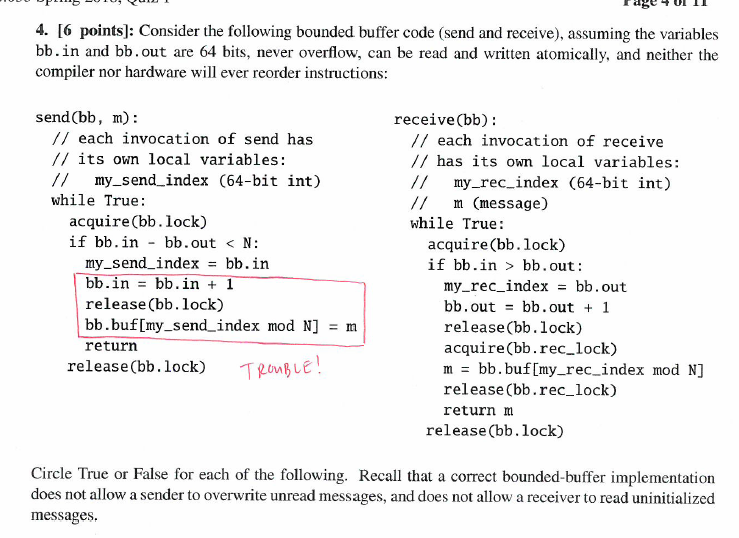 Page 4 of 11
4. [6 points]: Consider the following bounded buffer code (send and receive), assuming the variables
bb.in and bb.out are 64 bits, never overflow, can be read and written atomically, and neither the
compiler nor hardware will ever reorder instructions:
send(bb, m):
// each invocation of send has
// its own local variables:
// my_send_index (64-bit int)
while True:
acquire(bb.lock)
if bb.in - bb.out < N:
my_send_index = bb.in
bb.in = bb.in + 1
release(bb.lock)
bb.buf[my_send_index mod N] = m
return
release(bb.lock)
TROUBLE!
receive(bb):
// each invocation of receive
// has its own local variables:
// my_rec_index (64-bit int)
// m (message)
while True:
acquire(bb.lock)
if bb.in > bb.out:
my_rec_index = bb.out
bb.out = bb.out + 1
release(bb.lock)
acquire(bb.rec_lock)
m = bb.buf[my_rec_index mod N]
release(bb.rec_lock)
return m
release(bb.lock)
Circle True or False for each of the following. Recall that a correct bounded-buffer implementation
does not allow a sender to overwrite unread messages, and does not allow a receiver to read uninitialized
messages.